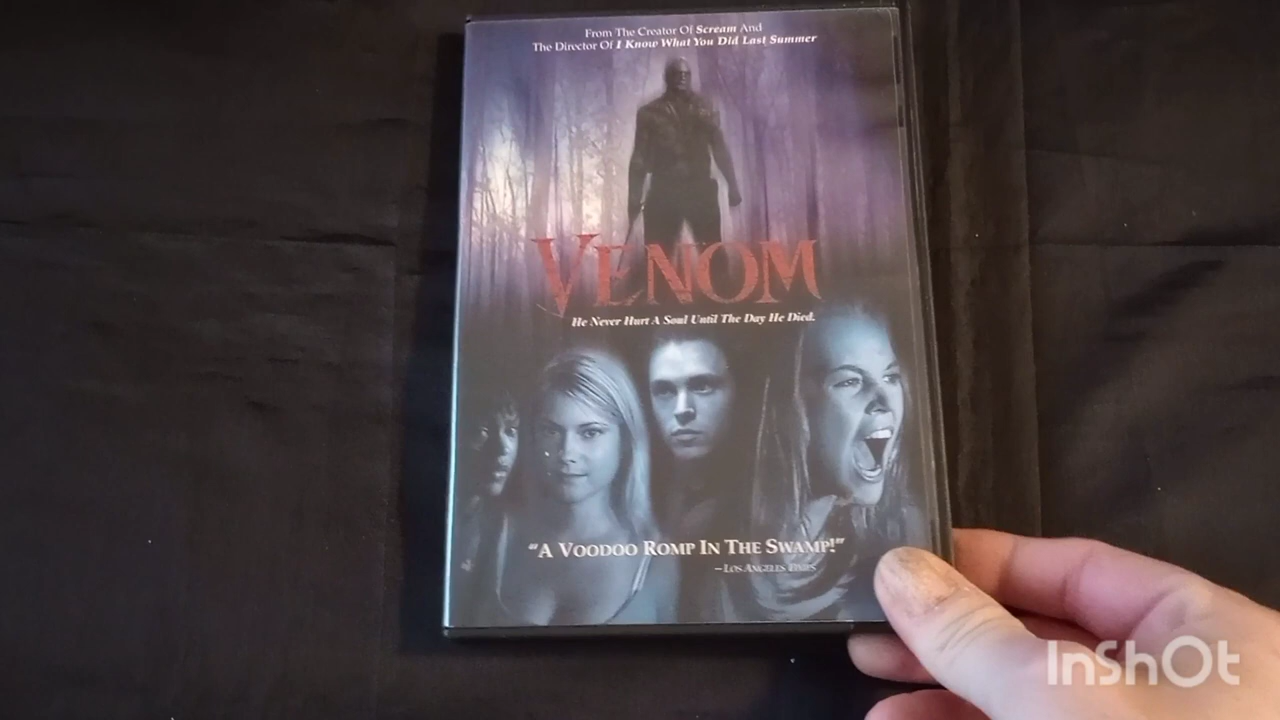 From The Creator Of Scream And
The Director Of I Know What You Did Last Summer
VENOM
He Never Hurt A Soul Until The Day He Died.
"A VOODOO ROMP IN THE SWAMP!"
–LOS ANGELES TIMES
InShOt